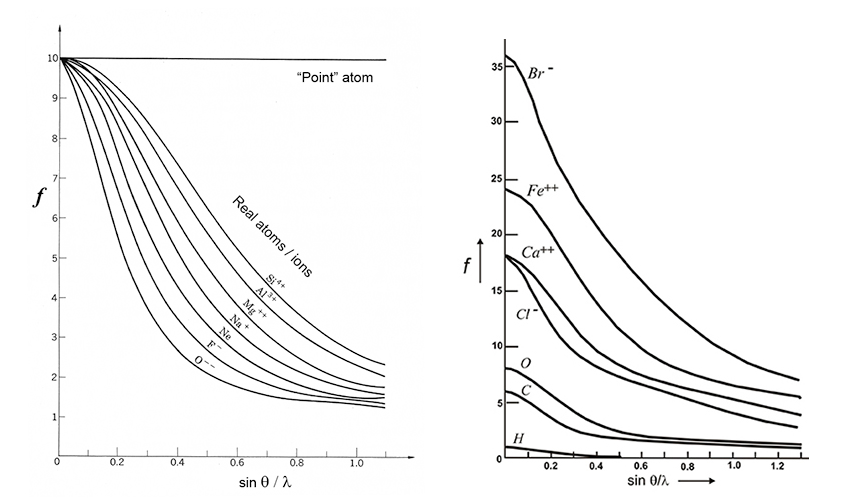 10
9
8
7
6
5
4
3
2
1
0
f
"Point" atom
Real atoms / ions
Si⁴⁺
Al³⁺
Mg⁺⁺
Na⁺
Ne
F⁻
O⁻⁻
0.2
0.4
0.6
0.8
1.0
sin θ / λ
35
30
25
20
15
10
5
0
f
Br⁻
Fe⁺⁺
Ca⁺⁺
Cl⁻
O
C
H
0.2
0.4
0.6
0.8
1.0
1.2
sin θ/λ